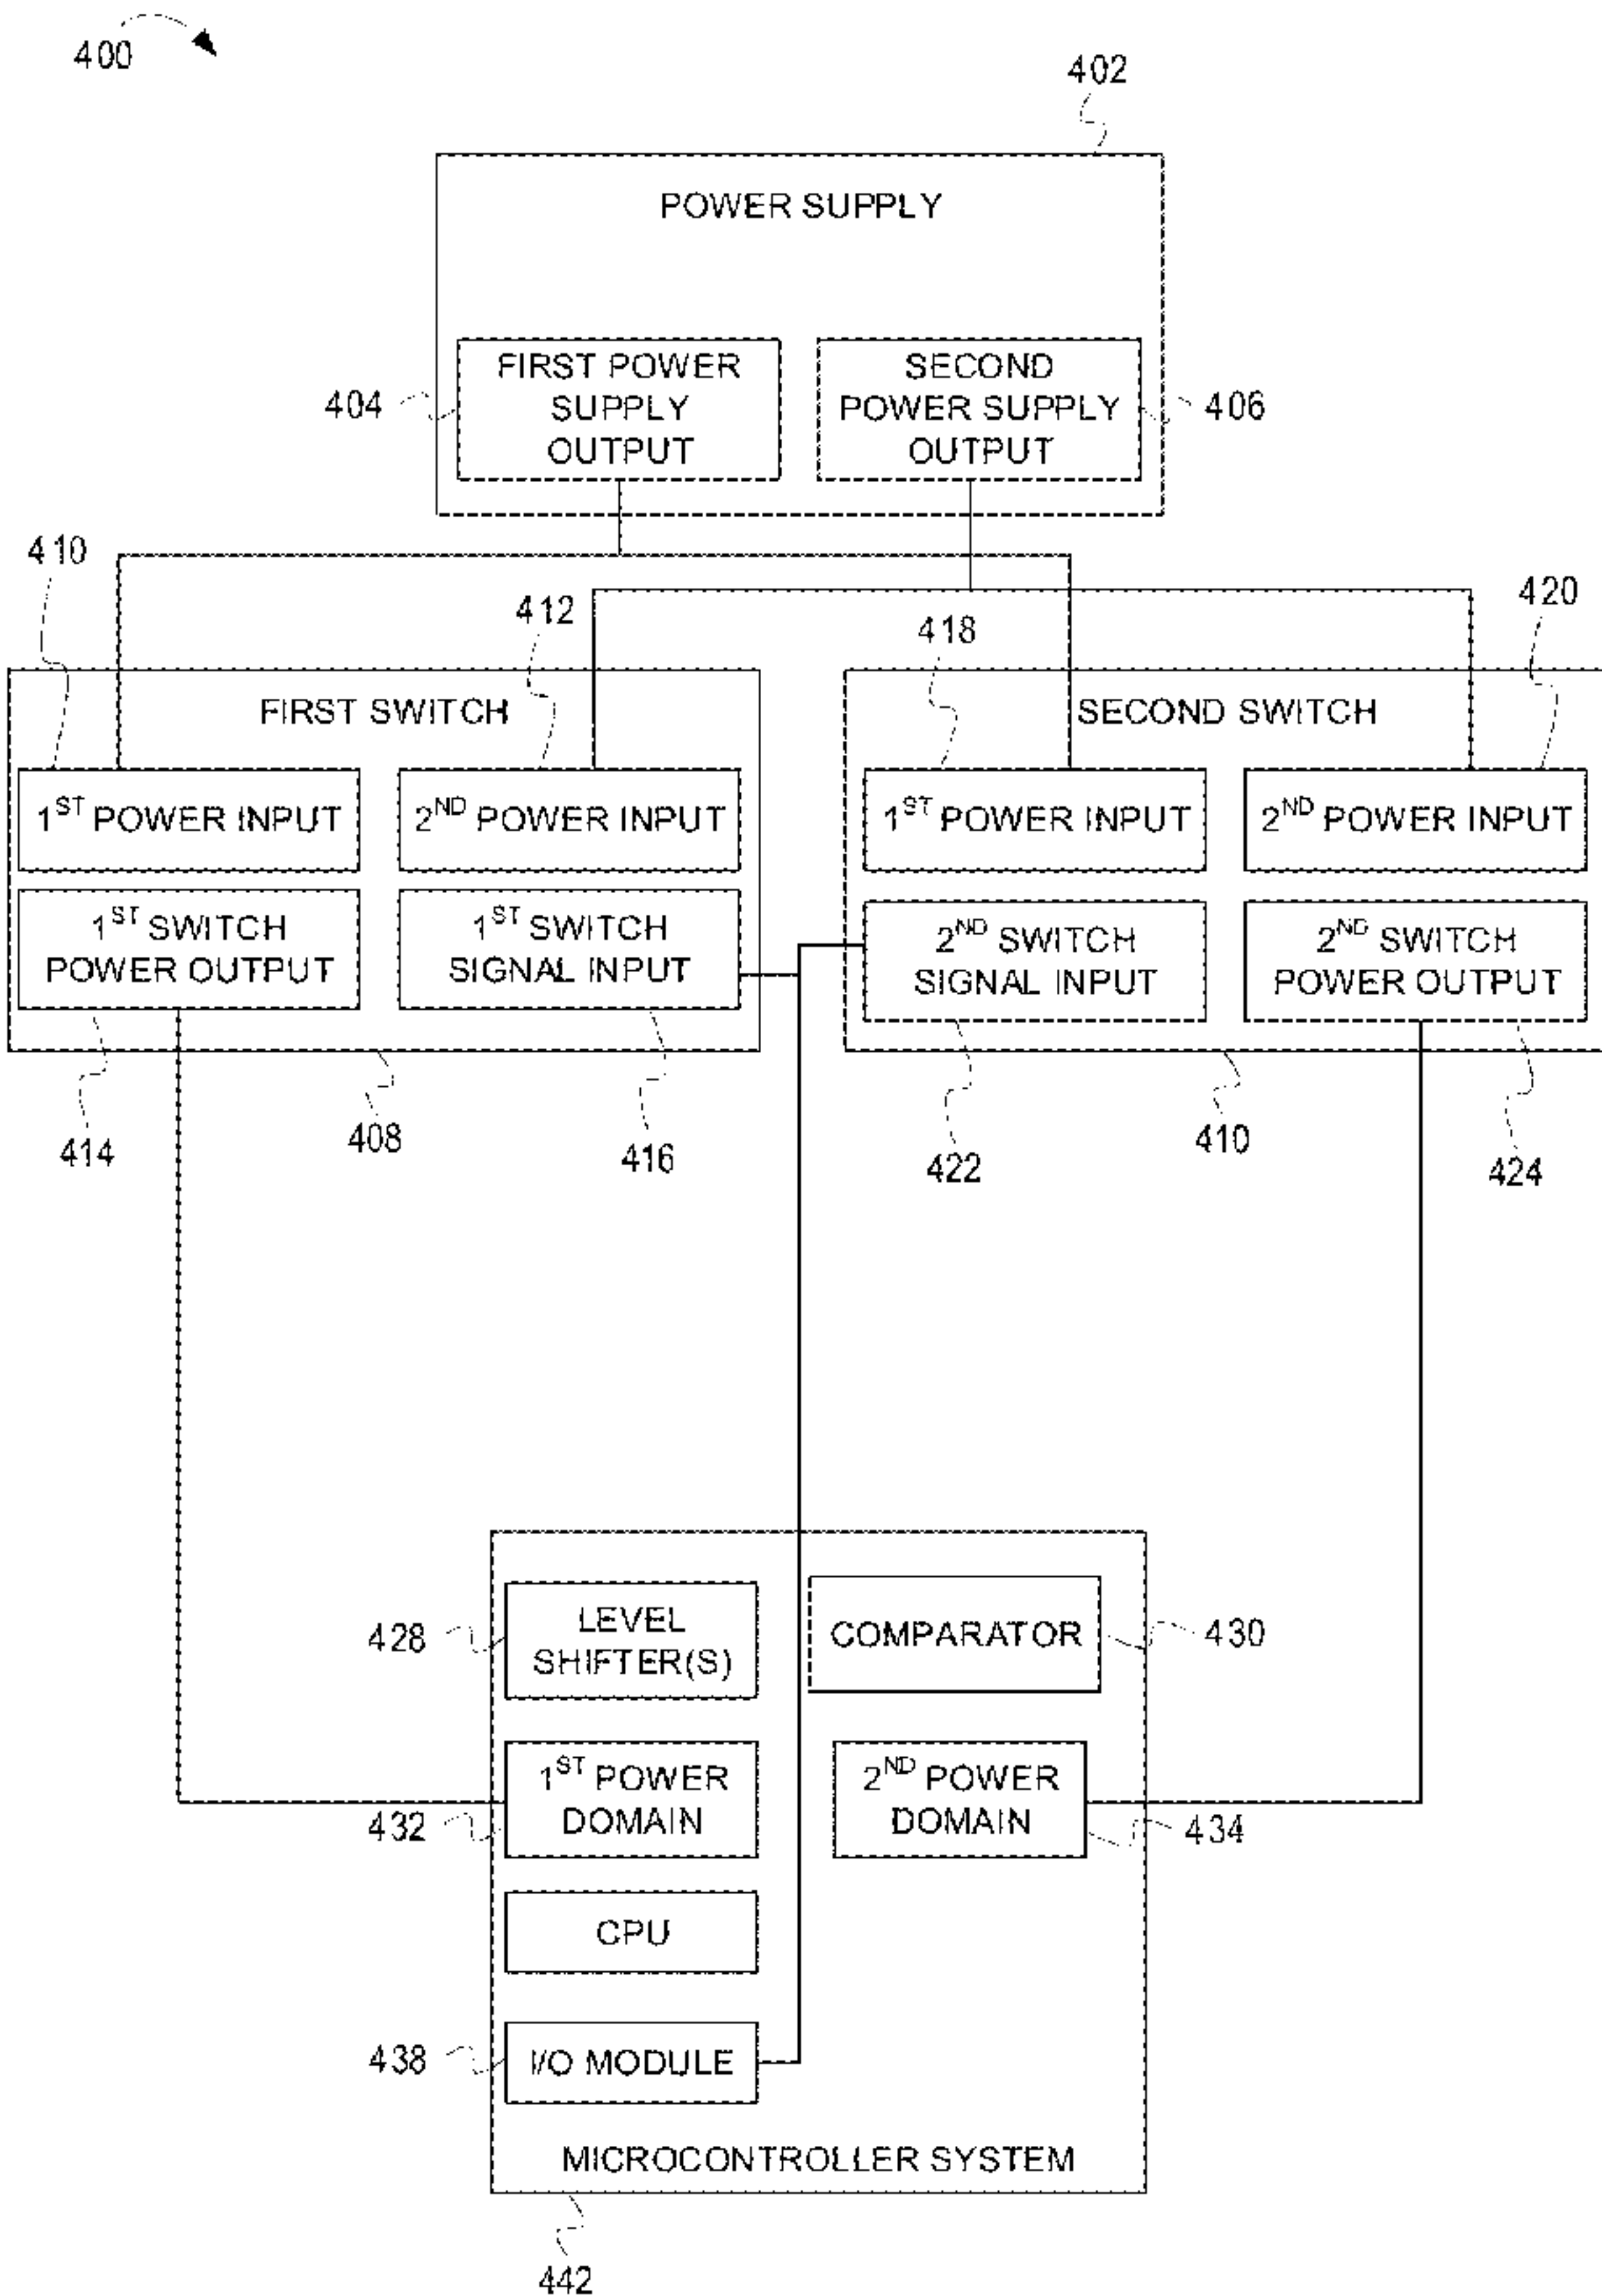 400
402
POWER SUPPLY
FIRST POWER
SUPPLY
OUTPUT
SECOND
POWER SUPPLY
OUTPUT
404
406
410
412
418
420
FIRST SWITCH
SECOND SWITCH
1ST POWER INPUT
2ND POWER INPUT
1ST POWER INPUT
2ND POWER INPUT
1ST SWITCH
POWER OUTPUT
1ST SWITCH
SIGNAL INPUT
2ND SWITCH
SIGNAL INPUT
2ND SWITCH
POWER OUTPUT
414
408
416
422
410
424
428
LEVEL
SHIFTER(S)
COMPARATOR
430
432
1ST POWER
DOMAIN
2ND POWER
DOMAIN
434
CPU
438
I/O MODULE
MICROCONTROLLER SYSTEM
442